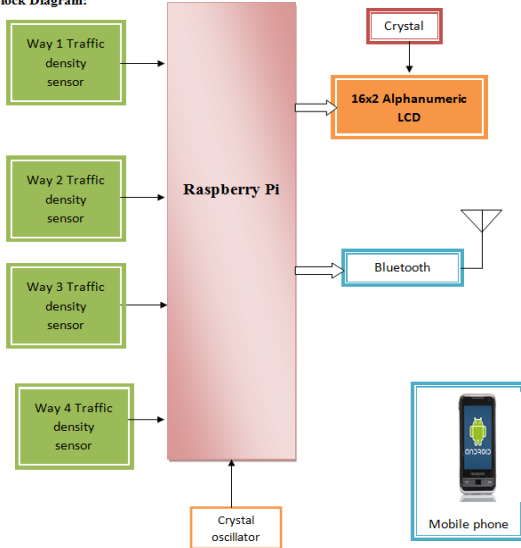 lock Diagram:
Way 1 Traffic
density
sensor
Way 2 Traffic
density
sensor
Way 3 Traffic
density
sensor
Way 4 Traffic
density
sensor
Raspberry Pi
Crystal
oscillator
Crystal
16x2 Alphanumeric
LCD
Bluetooth
ANDROID
Mobile phone